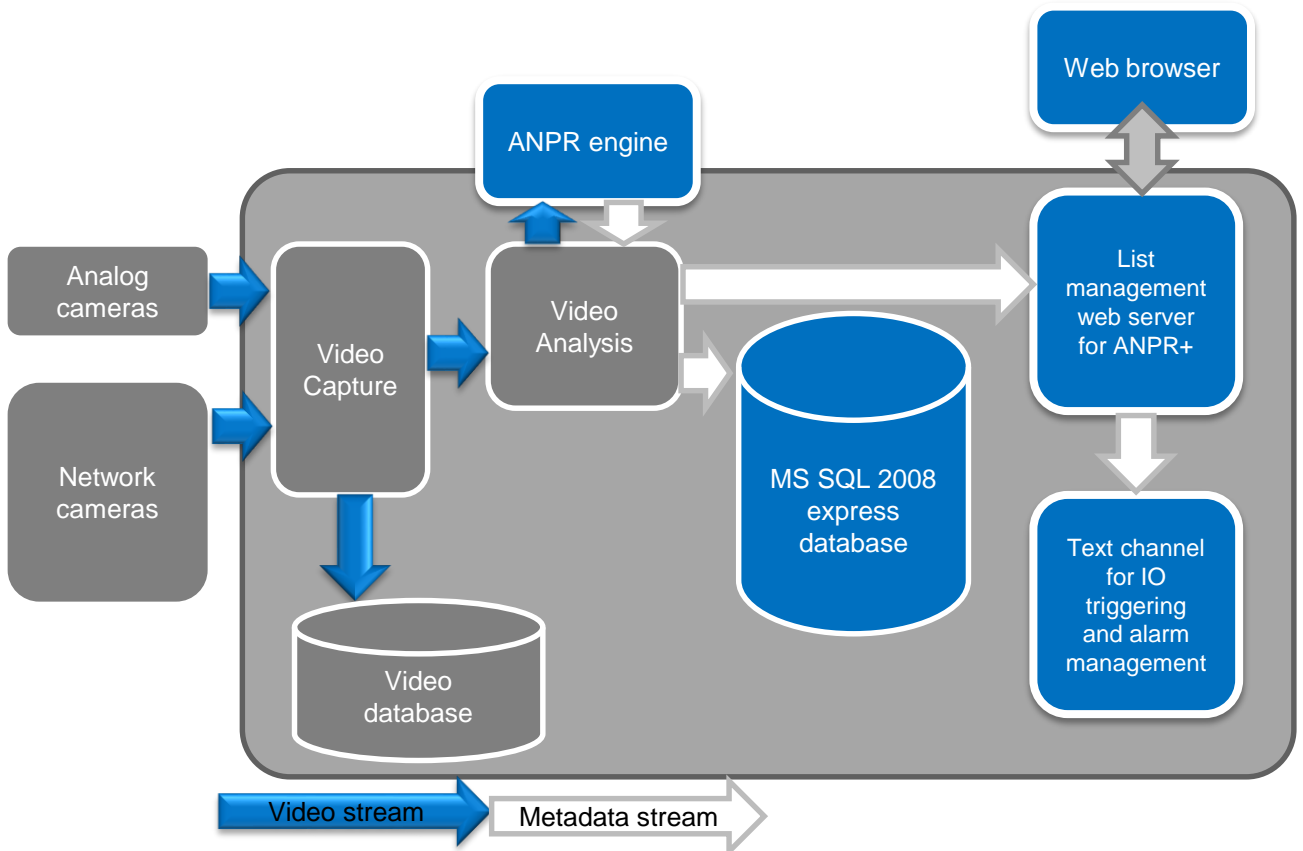 Web browser
ANPR engine
Analog
cameras
Network
cameras
Video
Capture
Video
Analysis
List
management
web server
for ANPR+
MS SQL 2008
express
database
Text channel
for IO
triggering
and alarm
management
Video
database
Video stream
Metadata stream